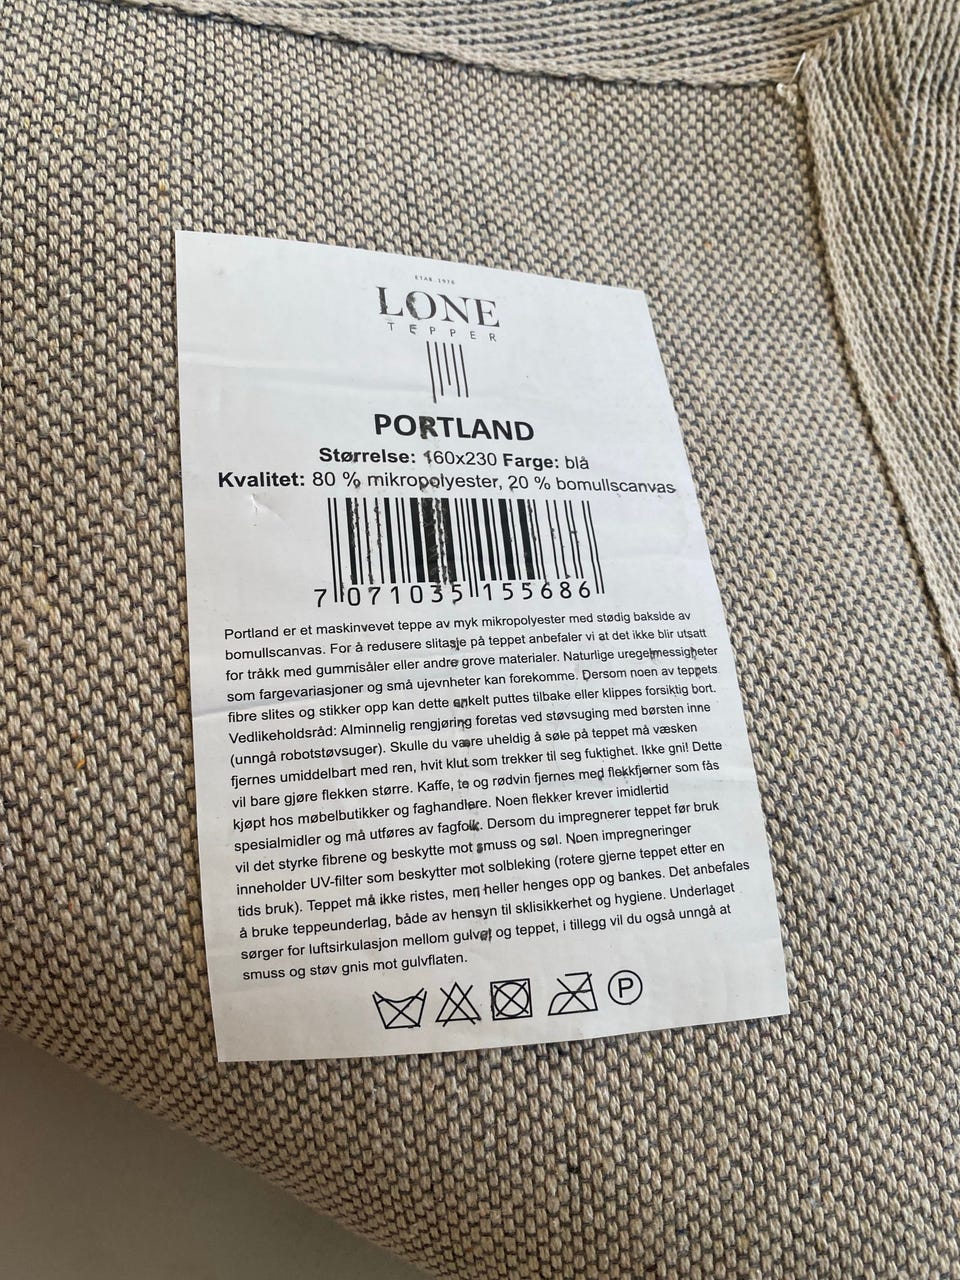 ETAB. 1976
LONE
TEPPER
PORTLAND
Størrelse: 160x230 Farge: blå
Kvalitet: 80 % mikropolyester, 20 % bomullscanvas
7 071035 155686
Portland er et maskinvevet teppe av myk mikropolyester med stødig bakside av
bomullscanvas. For å redusere slitasje på teppet anbefaler vi at det ikke blir utsatt
for tråkk med gummisåler eller andre grove materialer. Naturlige uregelmessigheter
som fargevariasjoner og små ujevnheter kan forekomme. Dersom noen av teppets
fibre slites og stikker opp kan dette enkelt puttes tilbake eller klippes forsiktig bort.
Vedlikeholdsråd: Alminnelig rengjøring foretas ved støvsuging med børsten inne
(unngå robotstøvsuger). Skulle du være uheldig å søle på teppet må væsken
fjernes umiddelbart med ren, hvit klut som trekker til seg fuktighet. Ikke gni! Dette
vil bare gjøre flekken større. Kaffe, te og rødvin fjernes med flekkfjerner som fås
kjøpt hos møbelbutikker og faghandlere. Noen flekker krever imidlertid
spesialmidler og må utføres av fagfolk. Dersom du impregnerer teppet før bruk
vil det styrke fibrene og beskytte mot smuss og søl. Noen impregneringer
inneholder UV-filter som beskytter mot solbleking (rotere gjerne teppet etter en
tids bruk). Teppet må ikke ristes, men heller henges opp og bankes. Det anbefales
å bruke teppeunderlag, både av hensyn til sklisikkerhet og hygiene. Underlaget
sørger for luftsirkulasjon mellom gulvet og teppet, i tillegg vil du også unngå at
smuss og støv gnis mot gulvflaten.
P